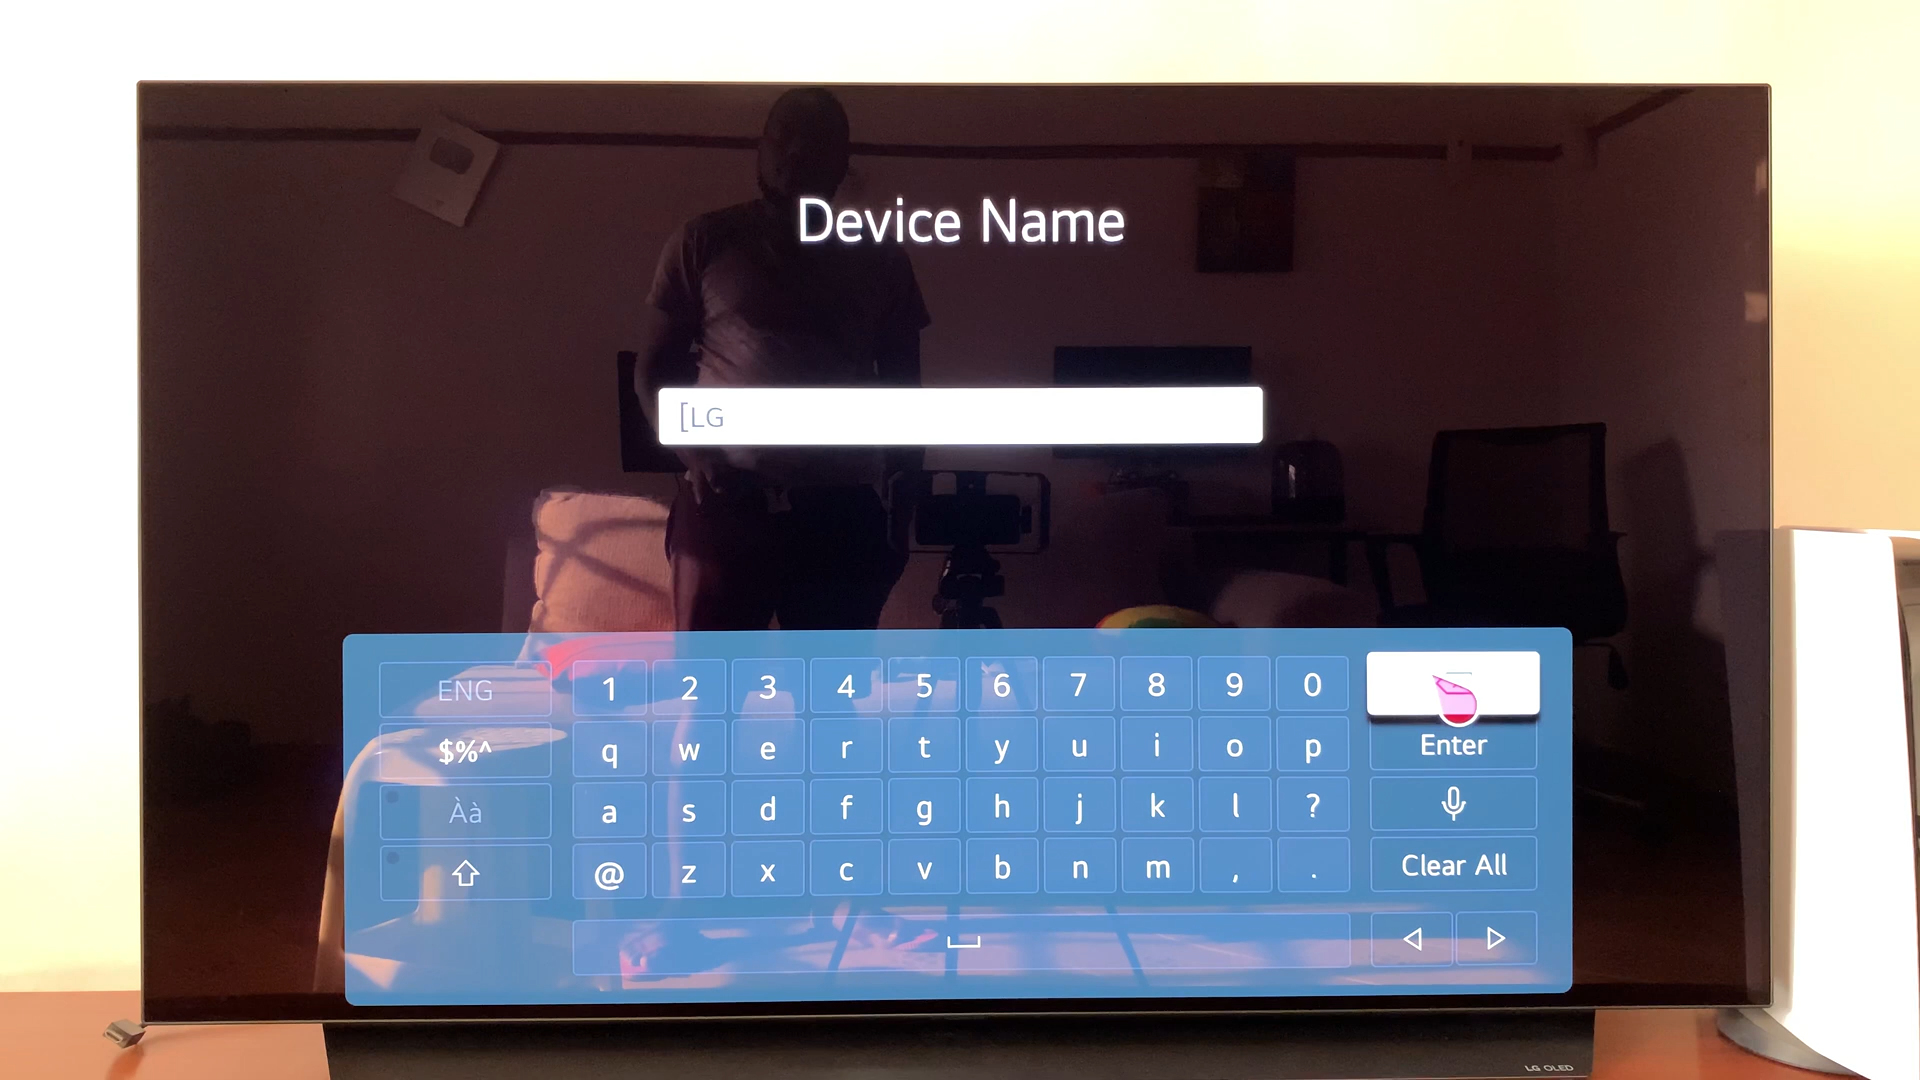 Device Name
[LG
ENG 1 2 3 4 5 6 7 8 9 0
$%^ q w e r t y u i o p Enter
Àà a s d f g h j k l ?
@ z x c v b n m , . Clear All
LG OLED